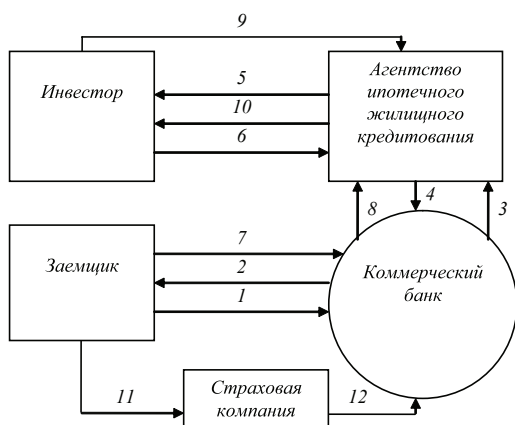 9
Инвестор
5
10
6
Агентство
ипотечного
жилищного
кредитования
8
4
3
Заемщик
7
2
1
Коммерческий
банк
11
Страховая
компания
12